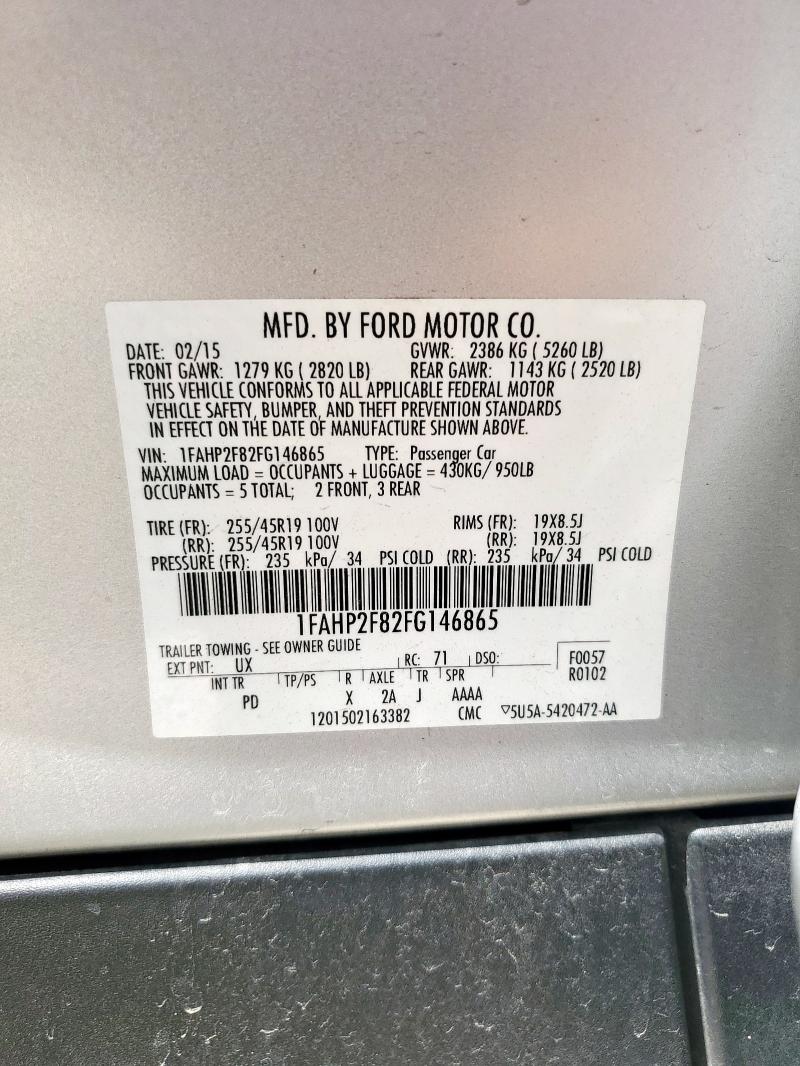 MFD. BY FORD MOTOR CO.
DATE: 02/15 GVWR: 2386 KG ( 5260 LB)
FRONT GAWR: 1279 KG ( 2820 LB) REAR GAWR: 1143 KG ( 2520 LB)
THIS VEHICLE CONFORMS TO ALL APPLICABLE FEDERAL MOTOR
VEHICLE SAFETY, BUMPER, AND THEFT PREVENTION STANDARDS
IN EFFECT ON THE DATE OF MANUFACTURE SHOWN ABOVE.
VIN: 1FAHP2F82FG146865 TYPE: Passenger Car
MAXIMUM LOAD = OCCUPANTS + LUGGAGE = 430KG/ 950LB
OCCUPANTS = 5 TOTAL; 2 FRONT, 3 REAR
TIRE (FR): 255/45R19 100V RIMS (FR): 19X8.5J
(RR): 255/45R19 100V (RR): 19X8.5J
PRESSURE (FR): 235 kPa/ 34 PSI COLD (RR): 235 kPa/ 34 PSI COLD
1FAHP2F82FG146865
TRAILER TOWING - SEE OWNER GUIDE
EXT PNT: UX RC: 71 DSO: F0057
R0102
INT TR TP/PS R AXLE TR SPR
PD X 2A J AAAA
1201502163382 CMC ▽5U5A-5420472-AA